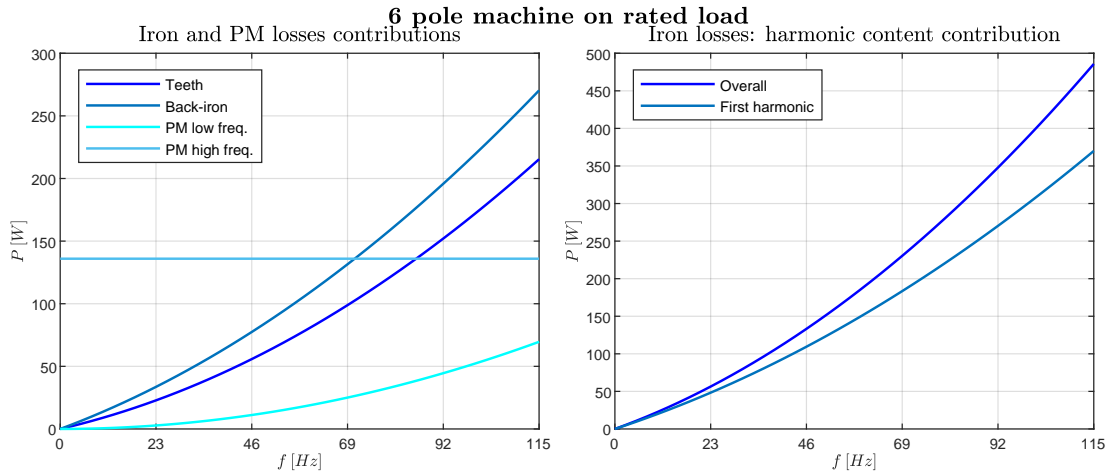 6 pole machine on rated load
Iron and PM losses contributions
300
250
200
150
100
50
0
P [W]
Teeth
Back-iron
PM low freq.
PM high freq.
0 23 46 69 92 115
f [Hz]
Iron losses: harmonic content contribution
500
450
400
350
300
250
200
150
100
50
0
P [W]
Overall
First harmonic
0 23 46 69 92 115
f [Hz]